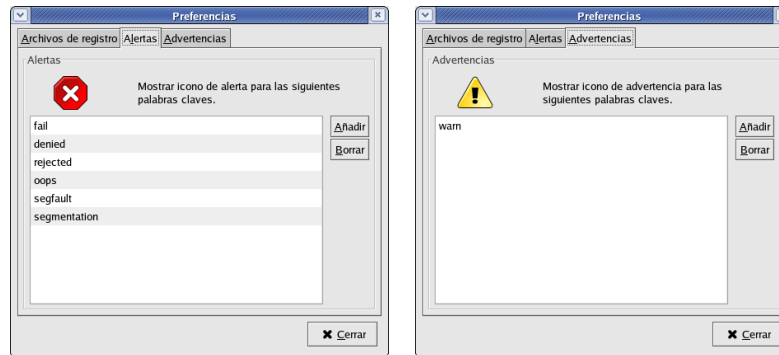 Preferencias
Archivos de registro Alertas Advertencias
Alertas
Mostrar icono de alerta para las siguientes
palabras claves.
fail
denied
rejected
oops
segfault
segmentation
Añadir
Borrar
Cerrar
Preferencias
Archivos de registro Alertas Advertencias
Advertencias
Mostrar icono de advertencia para las
siguientes palabras claves.
warn
Añadir
Borrar
Cerrar